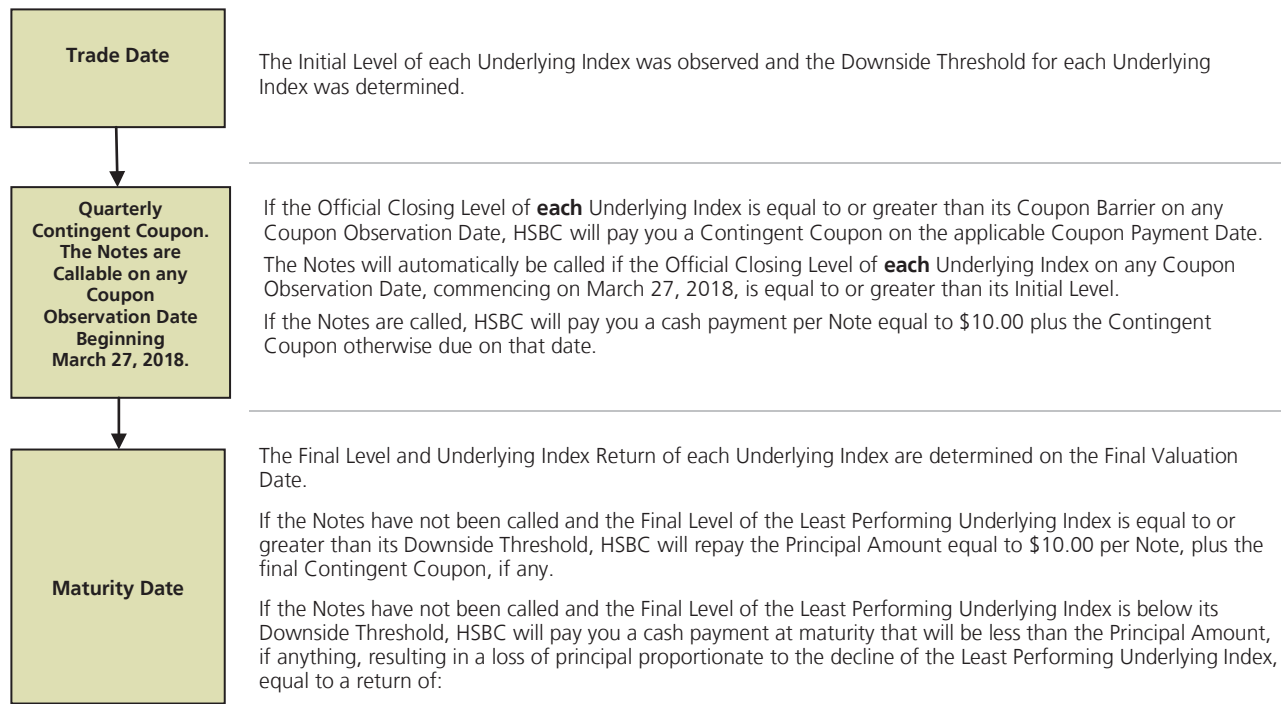 Trade Date
The Initial Level of each Underlying Index was observed and the Downside Threshold for each Underlying
Index was determined.
Quarterly
Contingent Coupon.
The Notes are
Callable on any
Coupon
Observation Date
Beginning
March 27, 2018.
If the Official Closing Level of each Underlying Index is equal to or greater than its Coupon Barrier on any
Coupon Observation Date, HSBC will pay you a Contingent Coupon on the applicable Coupon Payment Date.
The Notes will automatically be called if the Official Closing Level of each Underlying Index on any Coupon
Observation Date, commencing on March 27, 2018, is equal to or greater than its Initial Level.
If the Notes are called, HSBC will pay you a cash payment per Note equal to $10.00 plus the Contingent
Coupon otherwise due on that date.
Maturity Date
The Final Level and Underlying Index Return of each Underlying Index are determined on the Final Valuation
Date.
If the Notes have not been called and the Final Level of the Least Performing Underlying Index is equal to or
greater than its Downside Threshold, HSBC will repay the Principal Amount equal to $10.00 per Note, plus the
final Contingent Coupon, if any.
If the Notes have not been called and the Final Level of the Least Performing Underlying Index is below its
Downside Threshold, HSBC will pay you a cash payment at maturity that will be less than the Principal Amount,
if anything, resulting in a loss of principal proportionate to the decline of the Least Performing Underlying Index,
equal to a return of: